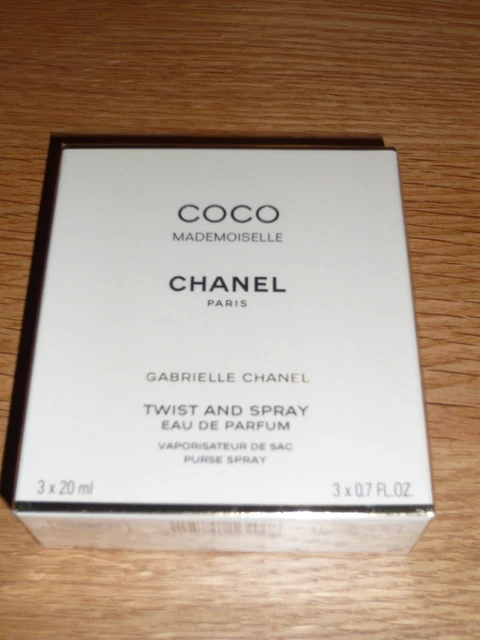 COCO
MADEMOISELLE
CHANEL
PARIS
GABRIELLE CHANEL
TWIST AND SPRAY
EAU DE PARFUM
VAPORISATEUR DE SAC
PURSE SPRAY
3 x 20 ml 3 x 0.7 FL.OZ.